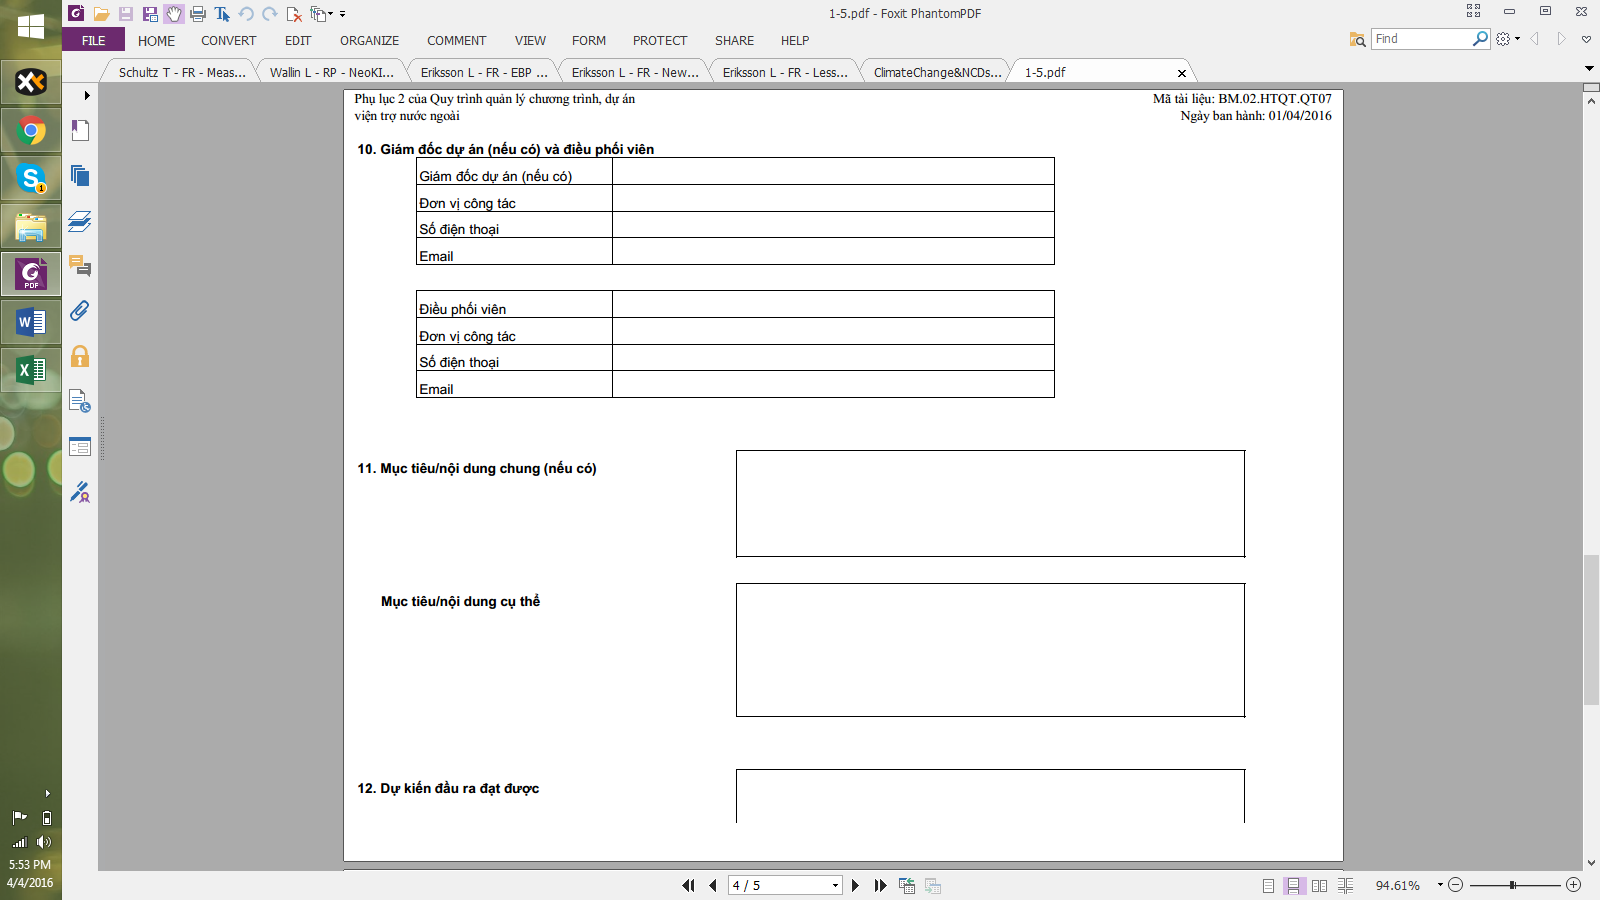 1-5.pdf - Foxit PhantomPDF
FILE HOME CONVERT EDIT ORGANIZE COMMENT VIEW FORM PROTECT SHARE HELP
Find
Schultz T - FR - Meas... Wallin L - RP - NeoKI... Eriksson L - FR - EBP ... Eriksson L - FR - New... Eriksson L - FR - Less... ClimateChange&NCDs... 1-5.pdf
Phụ lục 2 của Quy trình quản lý chương trình, dự án
viện trợ nước ngoài
Mã tài liệu: BM.02.HTQT.QT07
Ngày ban hành: 01/04/2016
10. Giám đốc dự án (nếu có) và điều phối viên
Giám đốc dự án (nếu có)
Đơn vị công tác
Số điện thoại
Email
Điều phối viên
Đơn vị công tác
Số điện thoại
Email
11. Mục tiêu/nội dung chung (nếu có)
Mục tiêu/nội dung cụ thể
12. Dự kiến đầu ra đạt được
4 / 5
94.61%
PDF
5:53 PM
4/4/2016